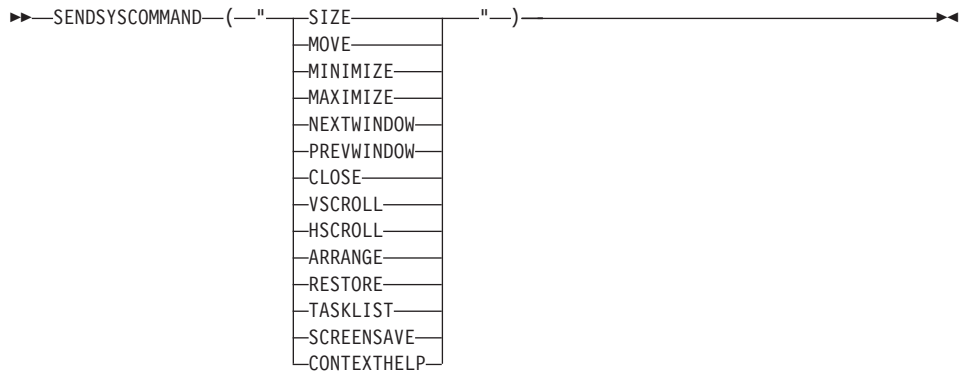 SENDSYSCOMMAND ( " SIZE " )
MOVE
MINIMIZE
MAXIMIZE
NEXTWINDOW
PREVWINDOW
CLOSE
VSCROLL
HSCROLL
ARRANGE
RESTORE
TASKLIST
SCREENSAVE
CONTEXTHELP